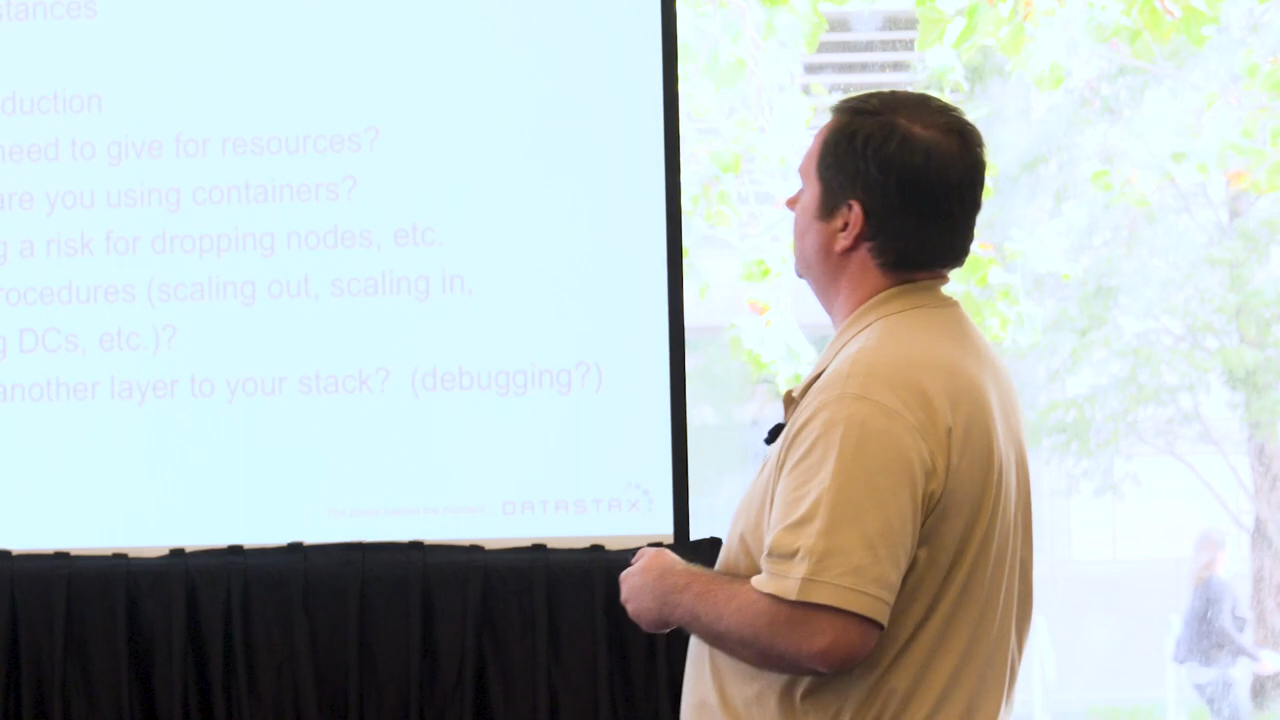 stances
duction
need to give for resources?
are you using containers?
g a risk for dropping nodes, etc.
rocedures (scaling out, scaling in,
g DCs, etc.)?
another layer to your stack? (debugging?)
DATASTAX